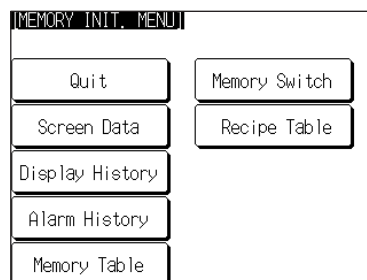 [MEMORY INIT. MENU]
Quit
Screen Data
Display History
Alarm History
Memory Table
Memory Switch
Recipe Table